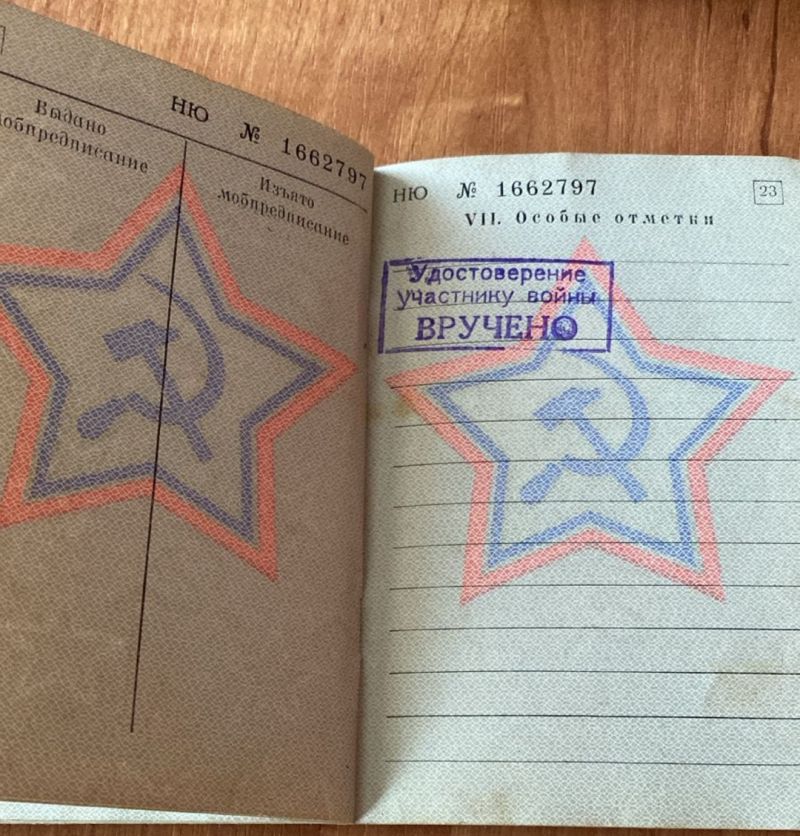 НЮ № 1662797
Выдано
мобпредписание
Изъято
мобпредписание
НЮ № 1662797
23
VII. Особые отметки
Удостоверение
участнику войны
ВРУЧЕНО